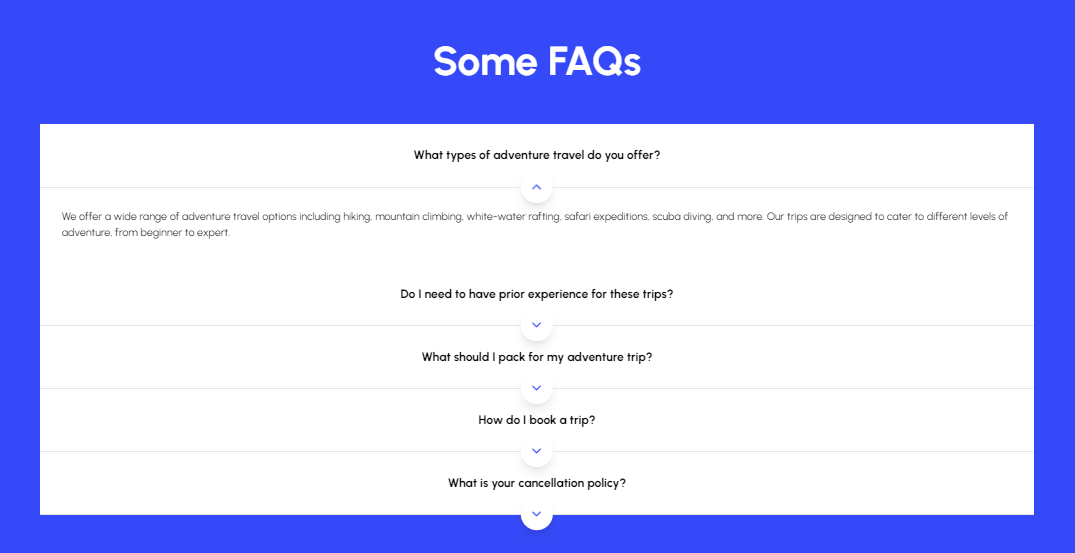 Some FAQs
What types of adventure travel do you offer?
We offer a wide range of adventure travel options including hiking, mountain climbing, white-water rafting, safari expeditions, scuba diving, and more. Our trips are designed to cater to different levels of
adventure, from beginner to expert.
Do I need to have prior experience for these trips?
What should I pack for my adventure trip?
How do I book a trip?
What is your cancellation policy?